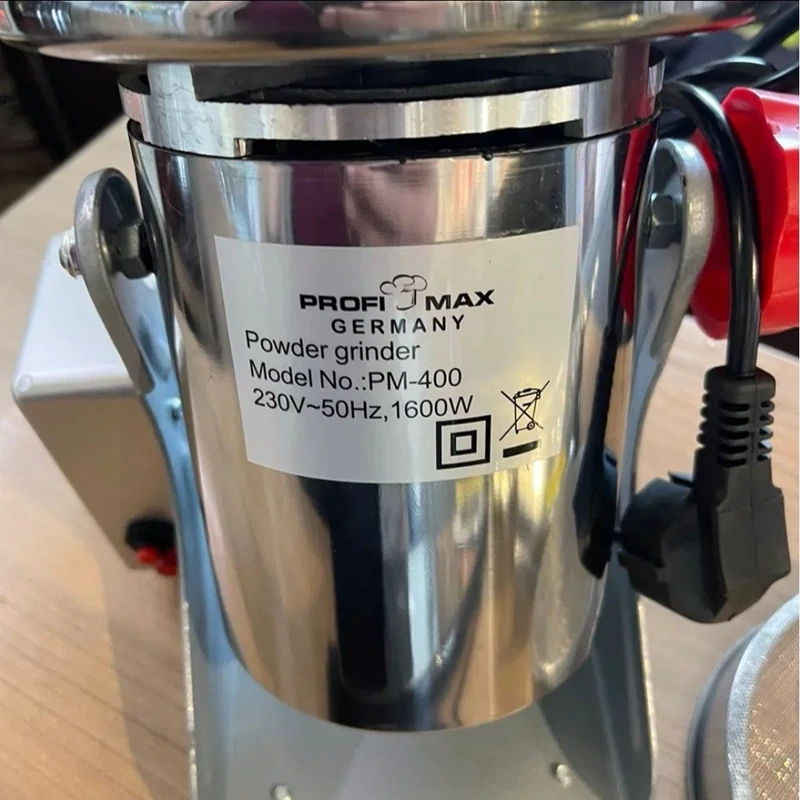 PROFI MAX
GERMANY
Powder grinder
Model No.:PM-400
230V~50Hz,1600W